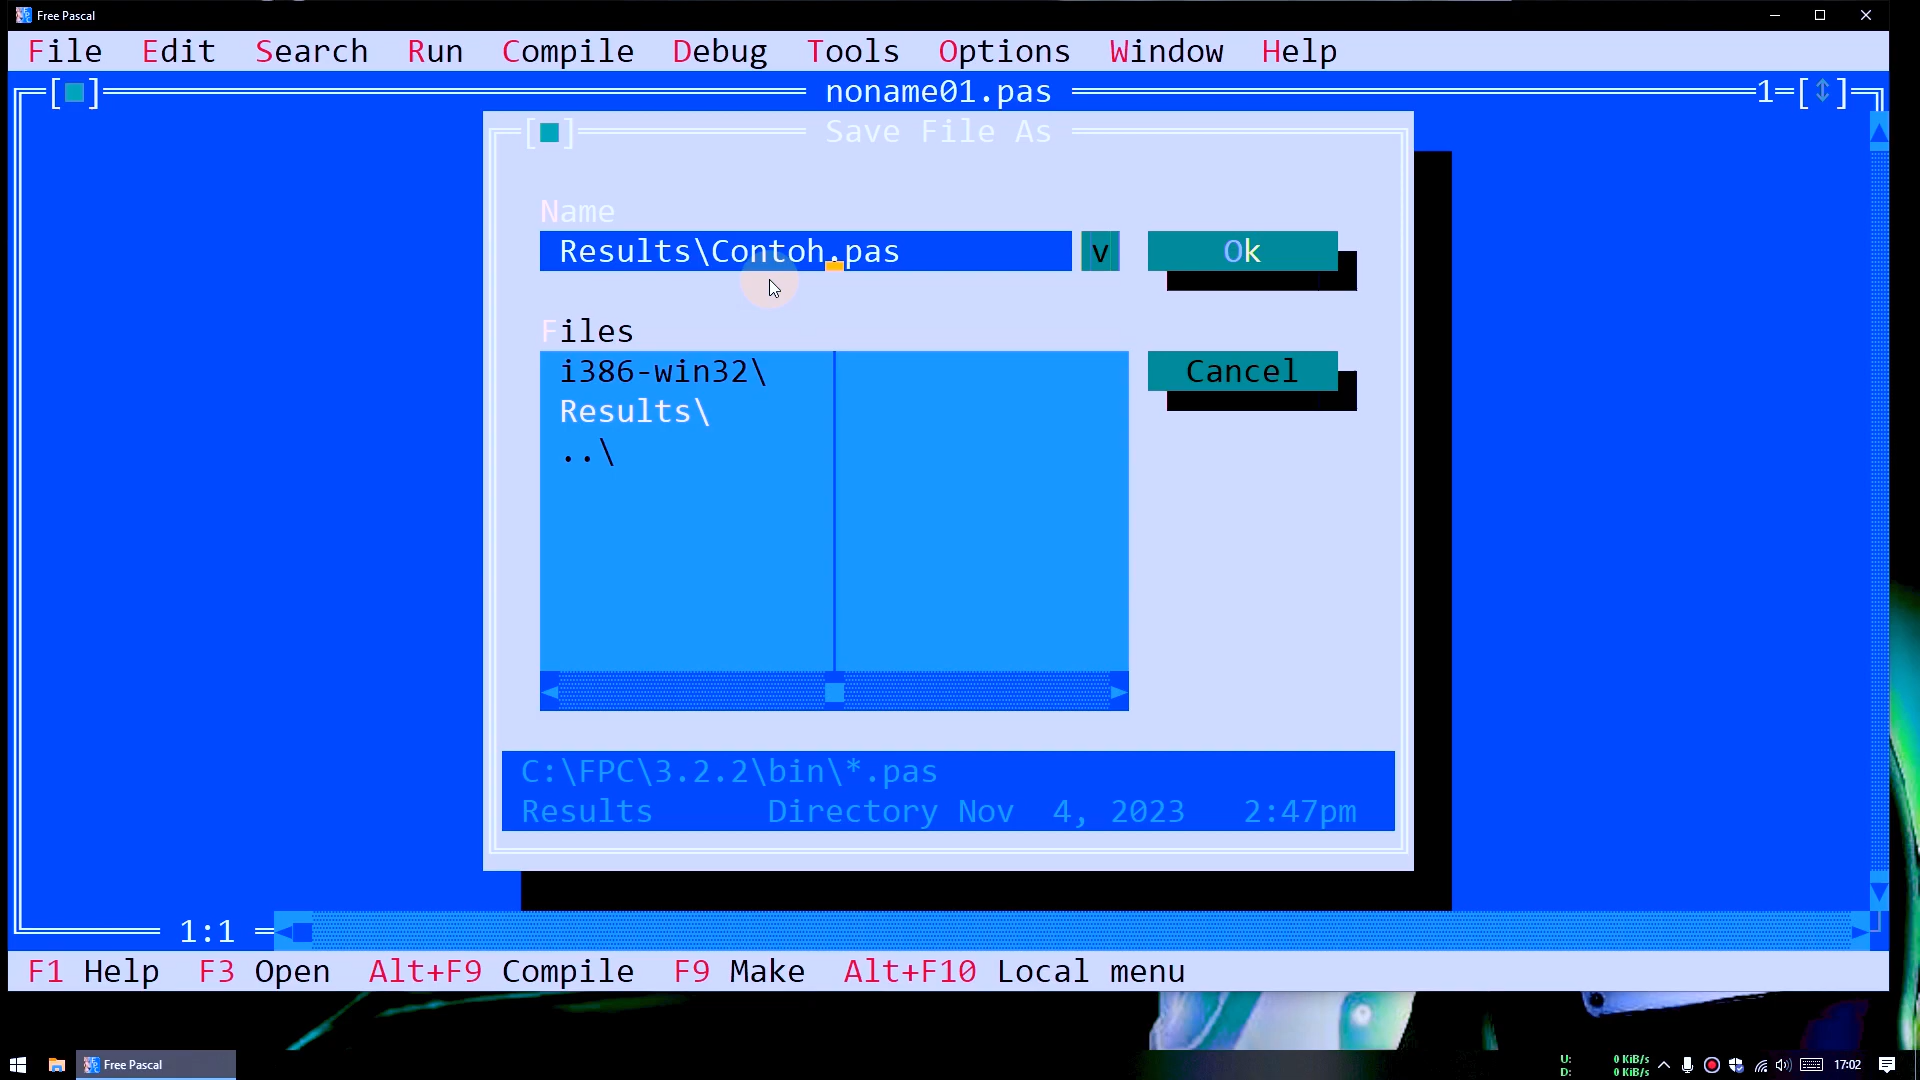 Free Pascal
File Edit Search Run Compile Debug Tools Options Window Help
noname01.pas 1
Save File As
Name
Results\Contoh.pas v Ok
Files
i386-win32\ Cancel
Results\
..\
C:\FPC\3.2.2\bin\*.pas
Results Directory Nov 4, 2023 2:47pm
1:1
F1 Help F3 Open Alt+F9 Compile F9 Make Alt+F10 Local menu
Free Pascal
U: 0 KiB/s
D: 0 KiB/s
17:02